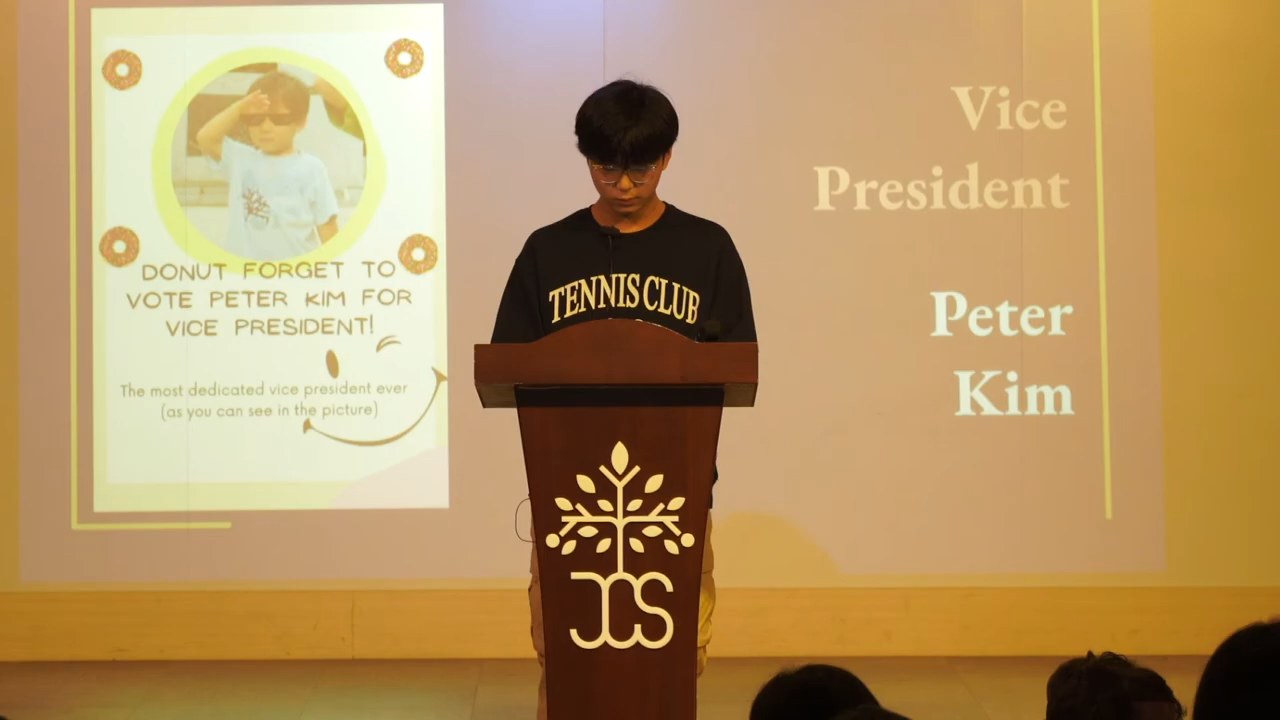 DONUT FORGET TO
VOTE PETER KIM FOR
VICE PRESIDENT!
The most dedicated vice president ever
(as you can see in the picture)
TENNIS CLUB
JCS
Vice
President
Peter
Kim